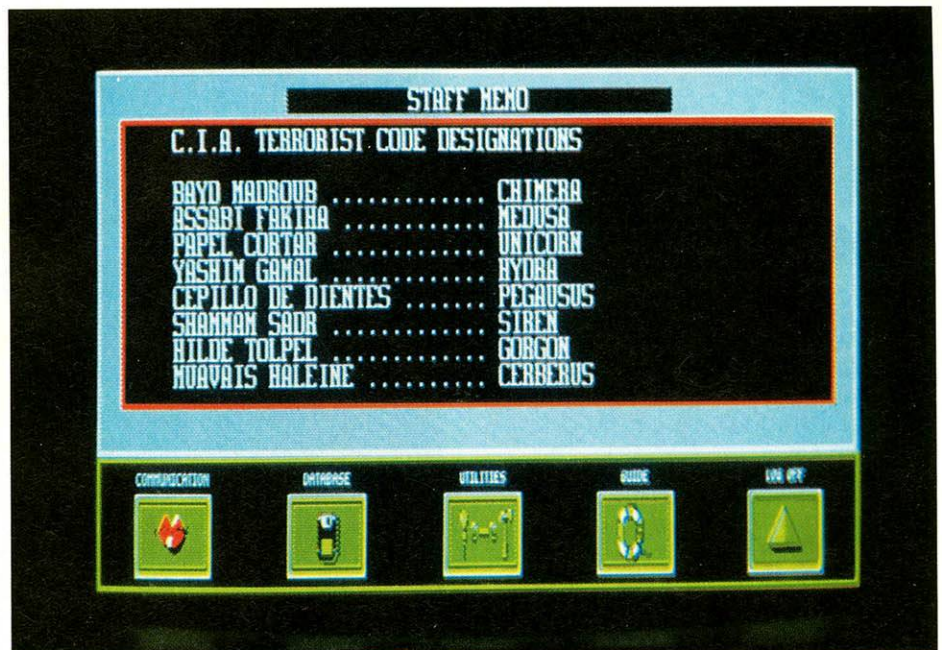 STAFF MEMO
C.I.A. TERRORIST CODE DESIGNATIONS
BAYD MADROUB ............. CHIMERA
ASSABI FAKIHA ............ MEDUSA
PAPEL CORTAR ............. UNICORN
YASHIM GAMAL ............. HYDRA
CEPILLO DE DIENTES ....... PEGAUSUS
SHAMMAM SADR ............. SIREN
HILDE TOLPEL ............. GORGON
MUAVAIS HALEINE .......... CERBERUS
COMMUNICATION DATABASE UTILITIES GUIDE LOG OFF